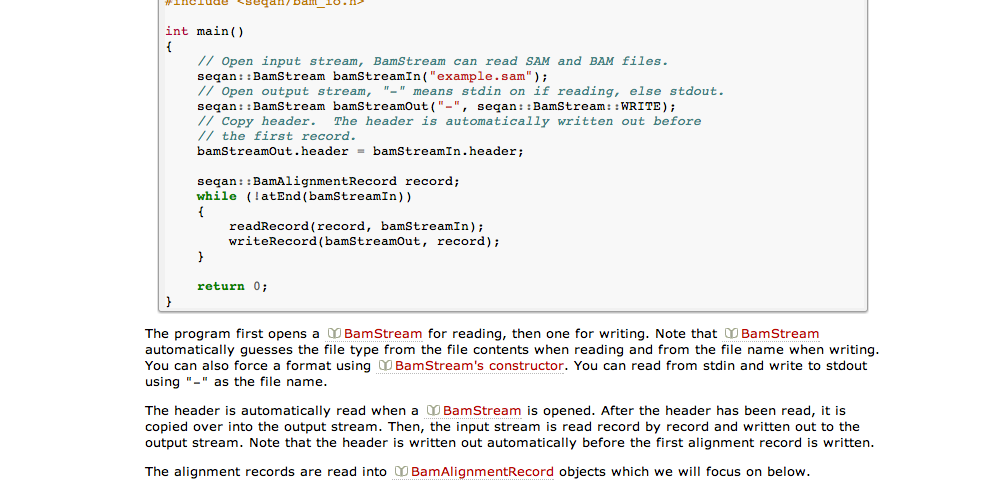 #include <seqan/bam_io.h>
int main()
{
// Open input stream, BamStream can read SAM and BAM files.
seqan::BamStream bamStreamIn("example.sam");
// Open output stream, "-" means stdin on if reading, else stdout.
seqan::BamStream bamStreamOut("-", seqan::BamStream::WRITE);
// Copy header.  The header is automatically written out before
// the first record.
bamStreamOut.header = bamStreamIn.header;
seqan::BamAlignmentRecord record;
while (!atEnd(bamStreamIn))
{
readRecord(record, bamStreamIn);
writeRecord(bamStreamOut, record);
}
return 0;
}
The program first opens a BamStream for reading, then one for writing. Note that BamStream
automatically guesses the file type from the file contents when reading and from the file name when writing.
You can also force a format using BamStream's constructor. You can read from stdin and write to stdout
using "-" as the file name.
The header is automatically read when a BamStream is opened. After the header has been read, it is
copied over into the output stream. Then, the input stream is read record by record and written out to the
output stream. Note that the header is written out automatically before the first alignment record is written.
The alignment records are read into BamAlignmentRecord objects which we will focus on below.